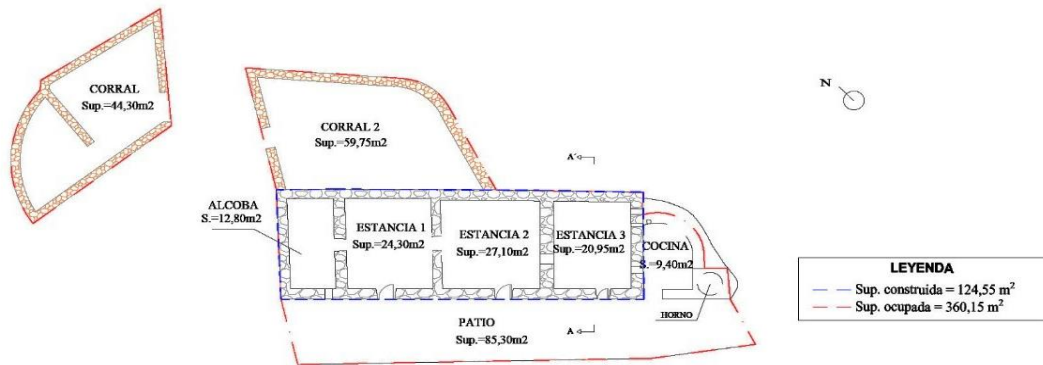 CORRAL
Sup.=44,30m2
N
CORRAL 2
Sup.=59,75m2
A'
ALCOBA
S.=12,80m2
ESTANCIA 1
Sup.=24,30m2
ESTANCIA 2
Sup.=27,10m2
ESTANCIA 3
Sup.=20,95m2
COCINA
S.=9,40m2
HORNO
PATIO
Sup.=85,30m2
A
LEYENDA
Sup. construida = 124,55 m²
Sup. ocupada = 360,15 m²